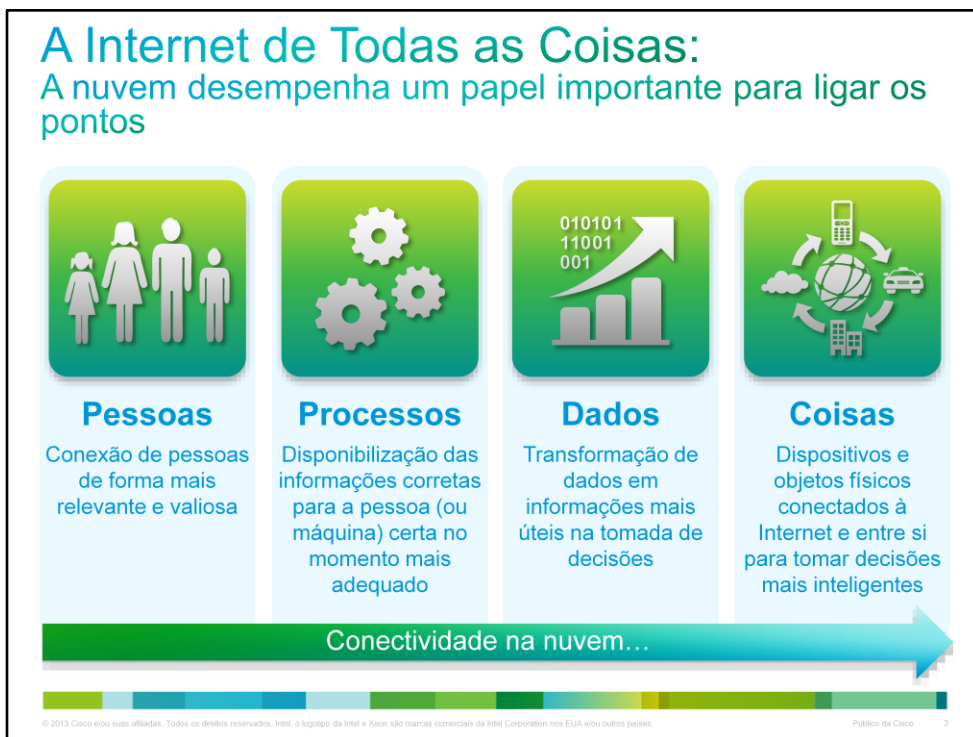 A Internet de Todas as Coisas:
A nuvem desempenha um papel importante para ligar os
pontos
010101
11001
001
Pessoas
Conexão de pessoas
de forma mais
relevante e valiosa
Processos
Disponibilização das
informações corretas
para a pessoa (ou
máquina) certa no
momento mais
adequado
Dados
Transformação de
dados em
informações mais
úteis na tomada de
decisões
Coisas
Dispositivos e
objetos físicos
conectados à
Internet e entre si
para tomar decisões
mais inteligentes
Conectividade na nuvem…
© 2013 Cisco e/ou suas afiliadas. Todos os direitos reservados. Intel, o logotipo da Intel e Xeon são marcas comerciais da Intel Corporation nos EUA e/ou outros países.
Público da Cisco
3